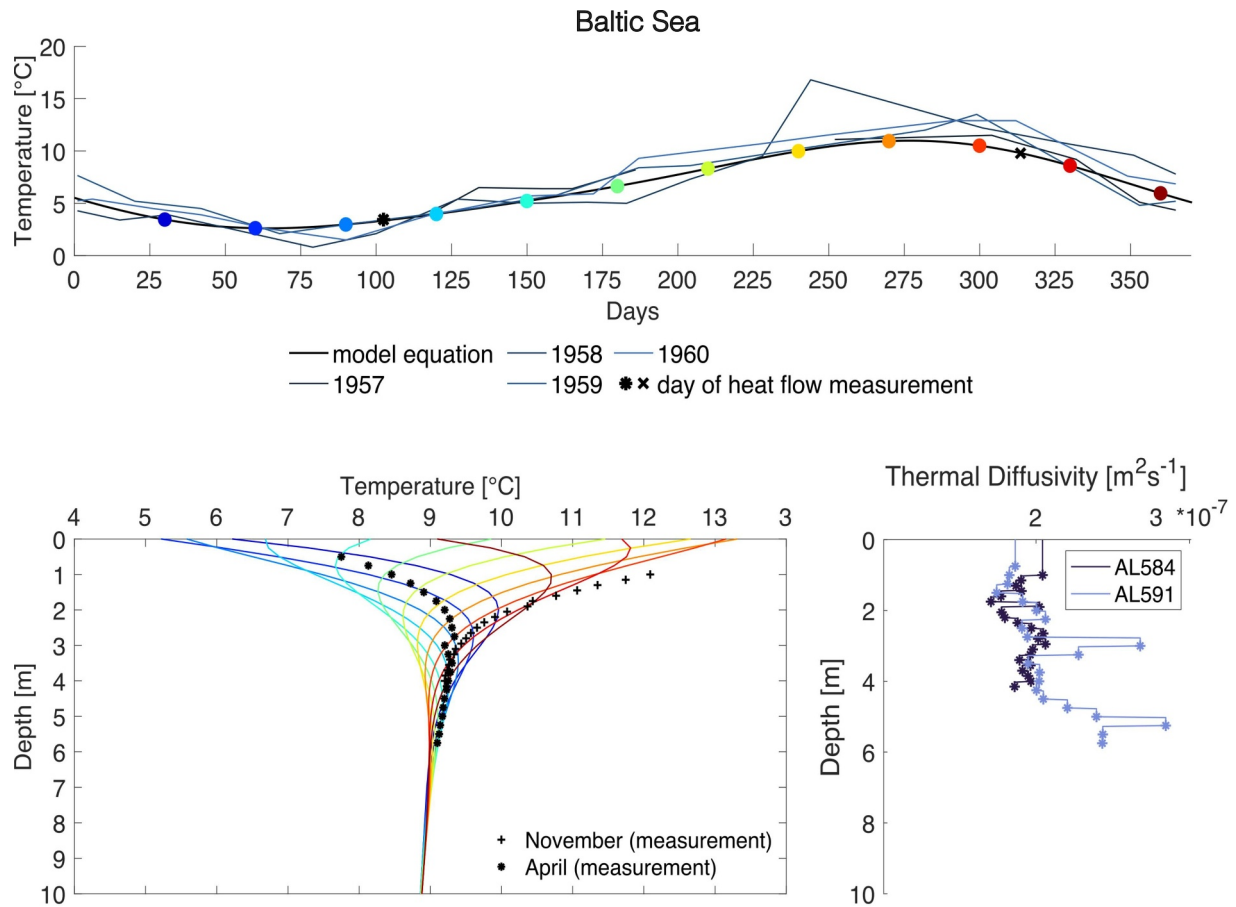 Baltic Sea
20
15
10
5
0
Temperature [°C]
0 25 50 75 100 125 150 175 200 225 250 275 300 325 350
Days
model equation 1958 1960
1957 1959 day of heat flow measurement
Temperature [°C]
4 5 6 7 8 9 10 11 12 13 3
0
1
2
3
4
5
6
7
8
9
10
Depth [m]
November (measurement)
April (measurement)
Thermal Diffusivity [m²s⁻¹]
2 3 *10⁻⁷
0
2
4
6
8
10
Depth [m]
AL584
AL591